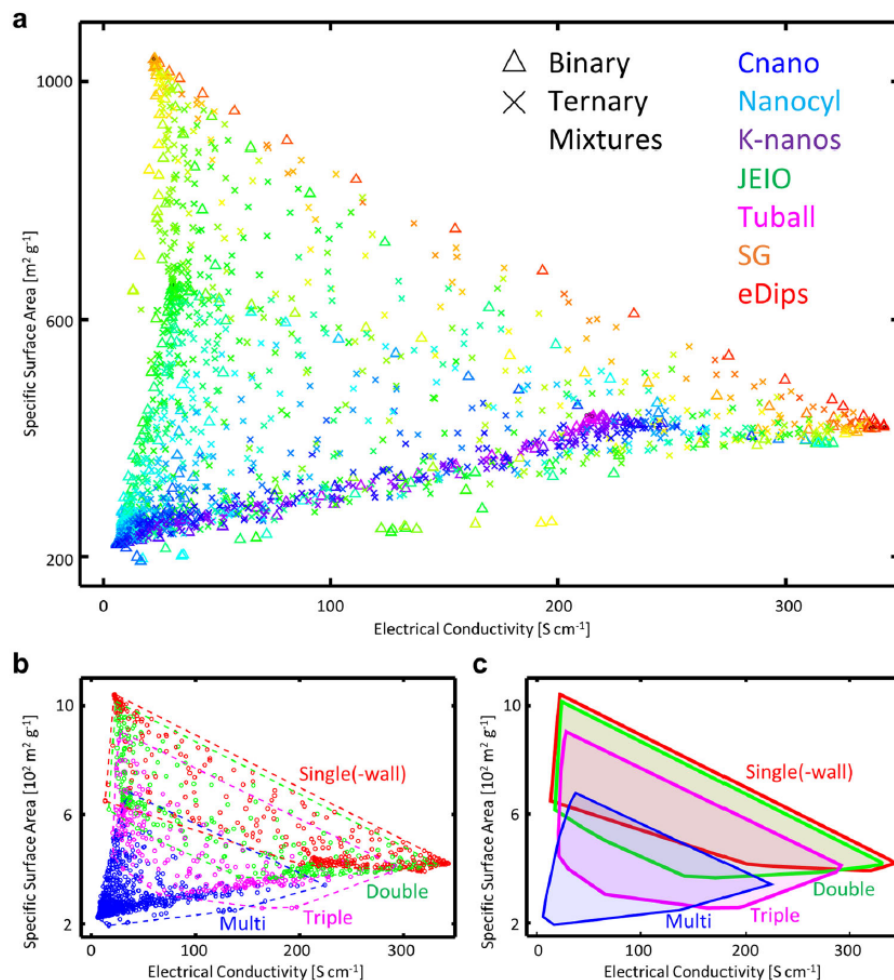 a
1000
600
200
Specific Surface Area [m² g⁻¹]
△ Binary
× Ternary
Mixtures
Cnano
Nanocyl
K-nanos
JEIO
Tuball
SG
eDips
0 100 200 300
Electrical Conductivity [S cm⁻¹]
b
10
6
2
Specific Surface Area [10² m² g⁻¹]
Single(-wall)
Double
Triple
Multi
0 100 200 300
Electrical Conductivity [S cm⁻¹]
c
10
6
2
Specific Surface Area [10² m² g⁻¹]
Single(-wall)
Double
Triple
Multi
0 100 200 300
Electrical Conductivity [S cm⁻¹]